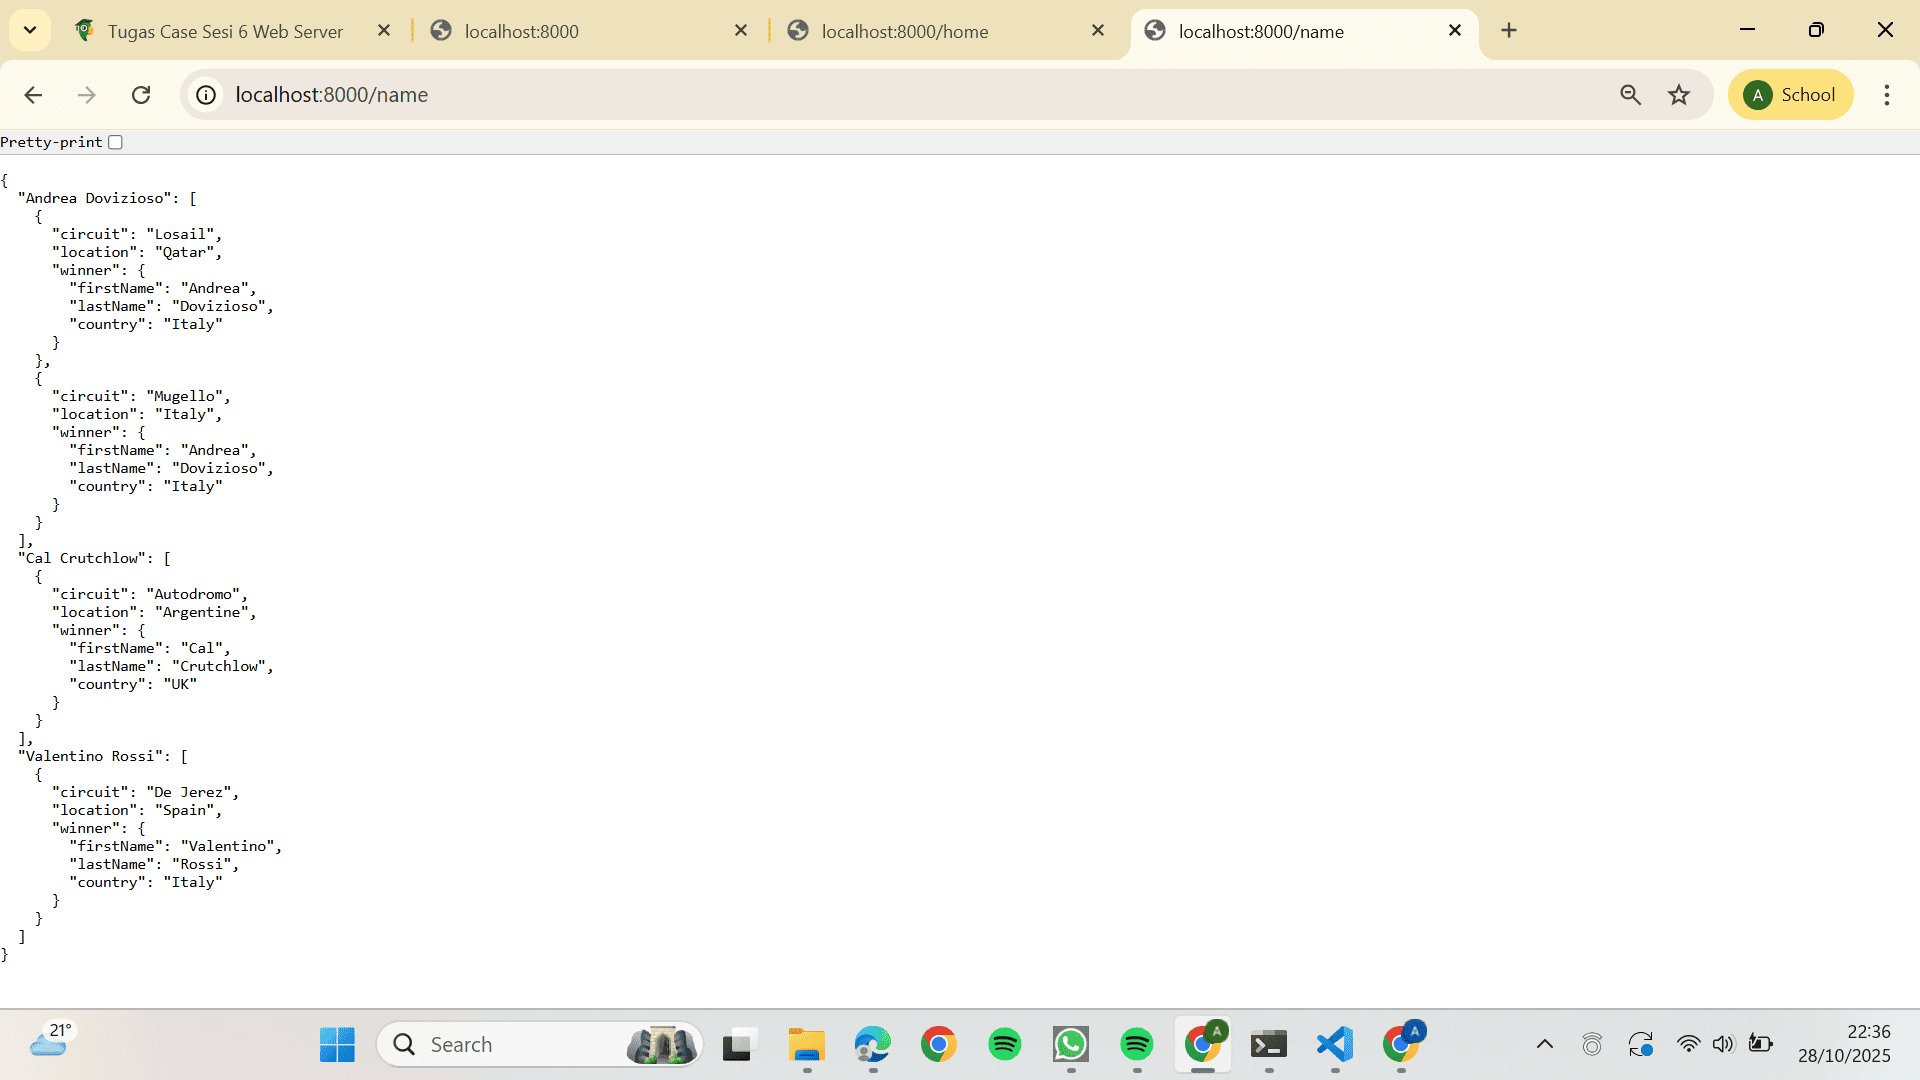 Tugas Case Sesi 6 Web Server
localhost:8000
localhost:8000/home
localhost:8000/name
localhost:8000/name
A School
Pretty-print
{
  "Andrea Dovizioso": [
    {
      "circuit": "Losail",
      "location": "Qatar",
      "winner": {
        "firstName": "Andrea",
        "lastName": "Dovizioso",
        "country": "Italy"
      }
    },
    {
      "circuit": "Mugello",
      "location": "Italy",
      "winner": {
        "firstName": "Andrea",
        "lastName": "Dovizioso",
        "country": "Italy"
      }
    }
  ],
  "Cal Crutchlow": [
    {
      "circuit": "Autodromo",
      "location": "Argentine",
      "winner": {
        "firstName": "Cal",
        "lastName": "Crutchlow",
        "country": "UK"
      }
    }
  ],
  "Valentino Rossi": [
    {
      "circuit": "De Jerez",
      "location": "Spain",
      "winner": {
        "firstName": "Valentino",
        "lastName": "Rossi",
        "country": "Italy"
      }
    }
  ]
}
21°
Search
A
A
22:36
28/10/2025